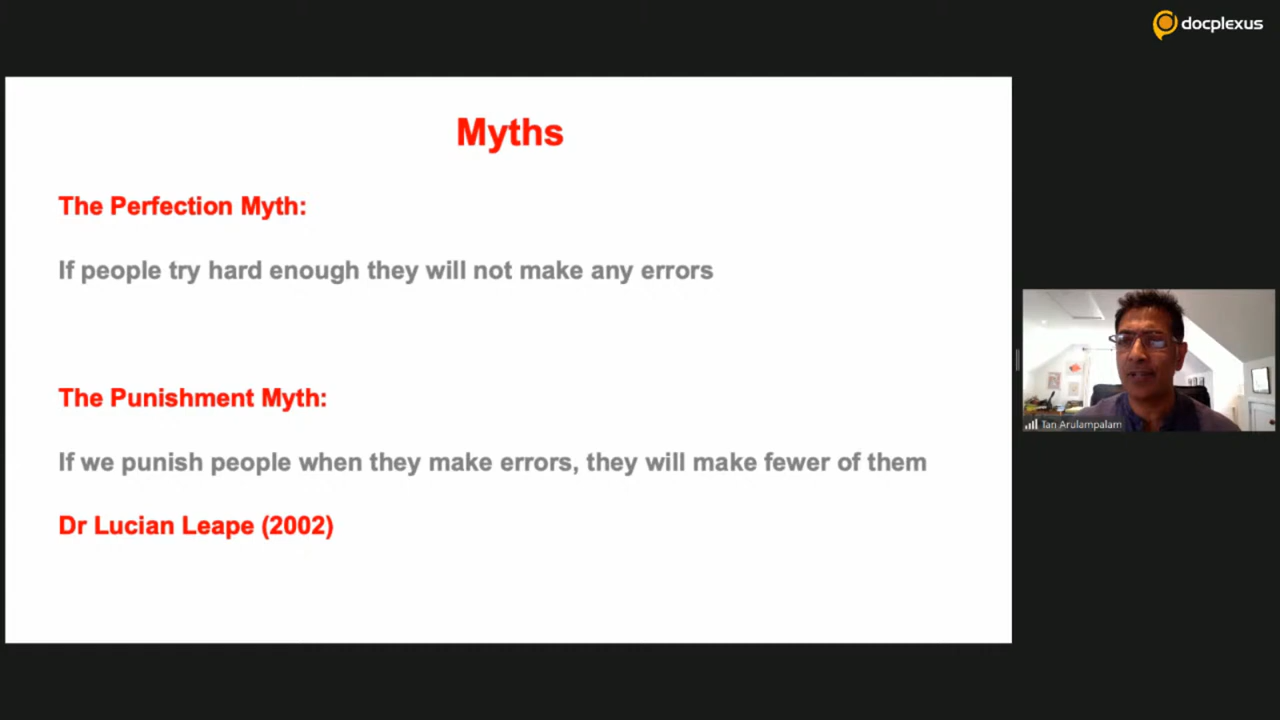 docplexus
Myths
The Perfection Myth:
If people try hard enough they will not make any errors
The Punishment Myth:
If we punish people when they make errors, they will make fewer of them
Dr Lucian Leape (2002)
Tan Arulampalam